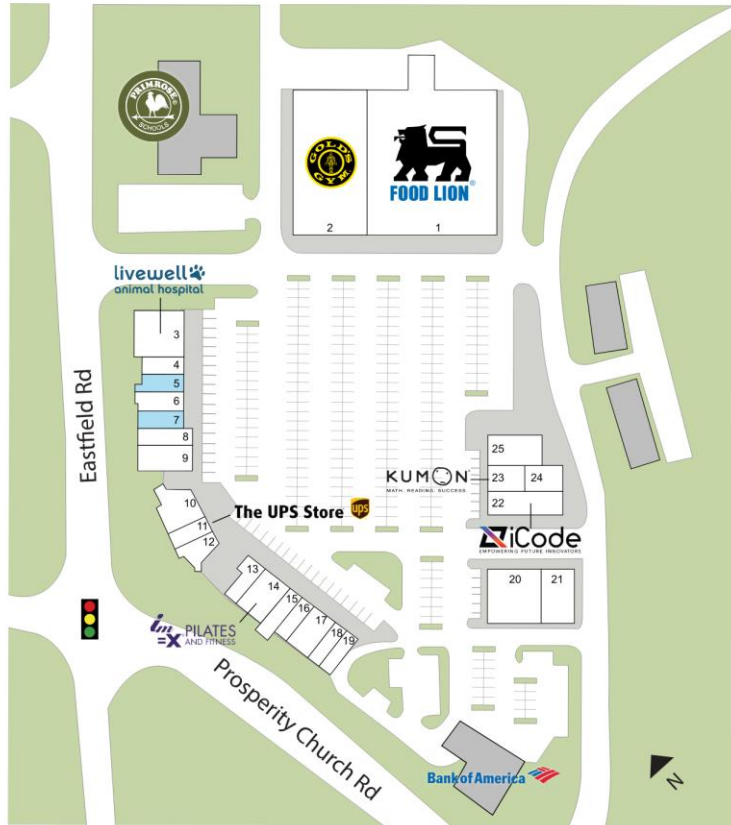 PRIMROSE
SCHOOLS
GOLD'S
GYM
FOOD LION®
2
1
livewell
animal hospital
3
4
5
6
7
8
9
Eastfield Rd
25
KUMON
MATH. READING. SUCCESS
23
24
22
10
The UPS Store
ups
11
12
iCode
EMPOWERING FUTURE INNOVATORS
13
14
15
16
17
18
19
20
21
im
=X
PILATES
AND FITNESS
Prosperity Church Rd
Bank of America
N